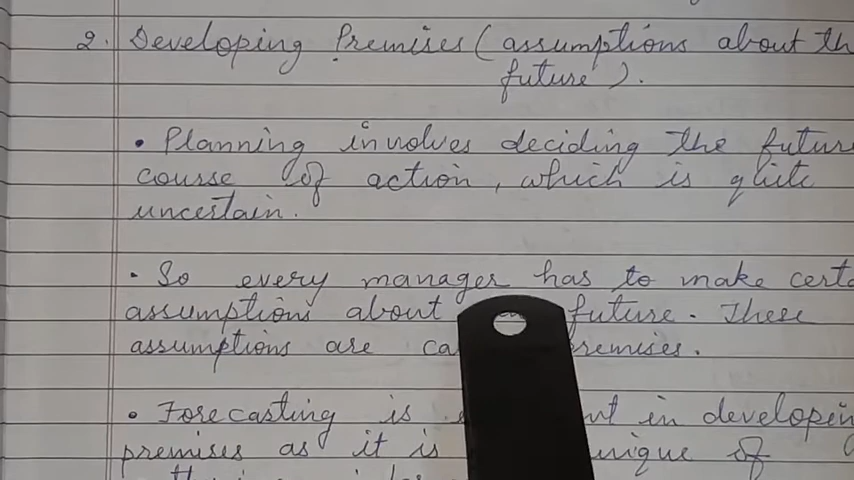 2. Developing Premises (assumptions about th
future).
• Planning involves deciding the futur
course of action, which is quite
uncertain.
• So every manager has to make certa
assumptions about future. These
assumptions are ca remises.
• Forecasting is in developin
premises as it is nique of